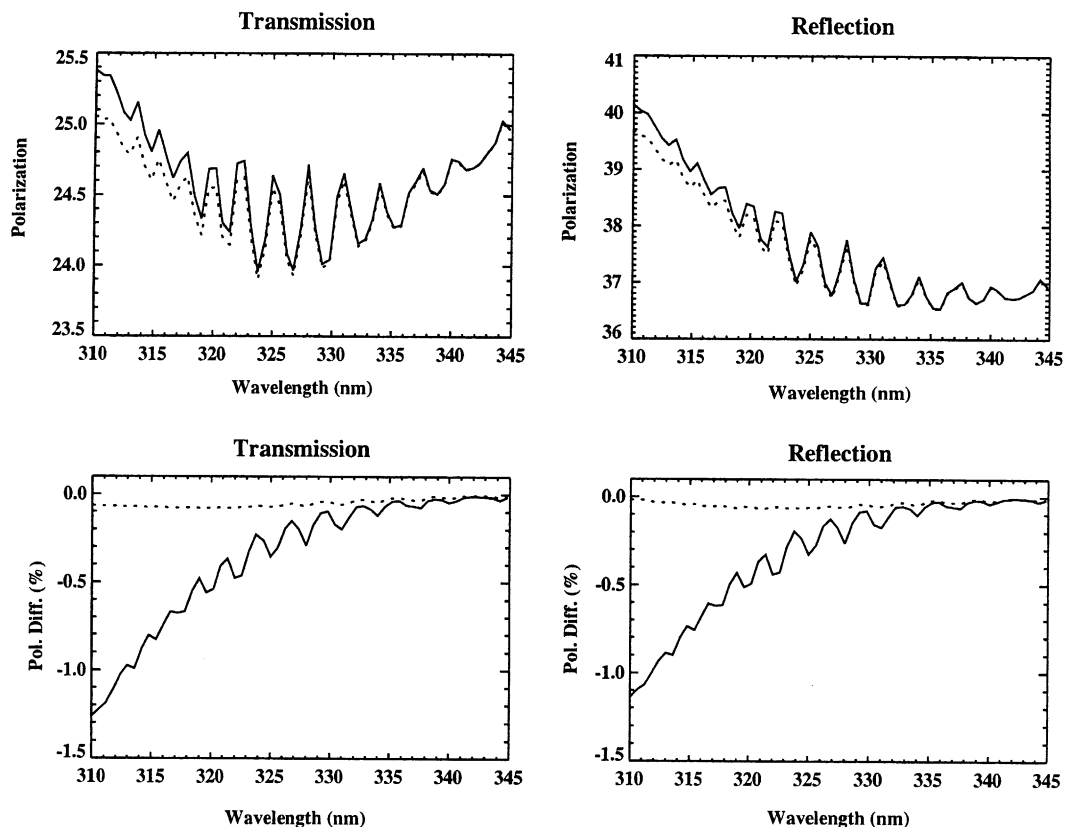 Transmission
25.5
25.0
24.5
24.0
23.5
Polarization
310 315 320 325 330 335 340 345
Wavelength (nm)
Reflection
41
40
39
38
37
36
Polarization
310 315 320 325 330 335 340 345
Wavelength (nm)
Transmission
0.0
-0.5
-1.0
-1.5
Pol. Diff. (%)
310 315 320 325 330 335 340 345
Wavelength (nm)
Reflection
0.0
-0.5
-1.0
-1.5
Pol. Diff. (%)
310 315 320 325 330 335 340 345
Wavelength (nm)